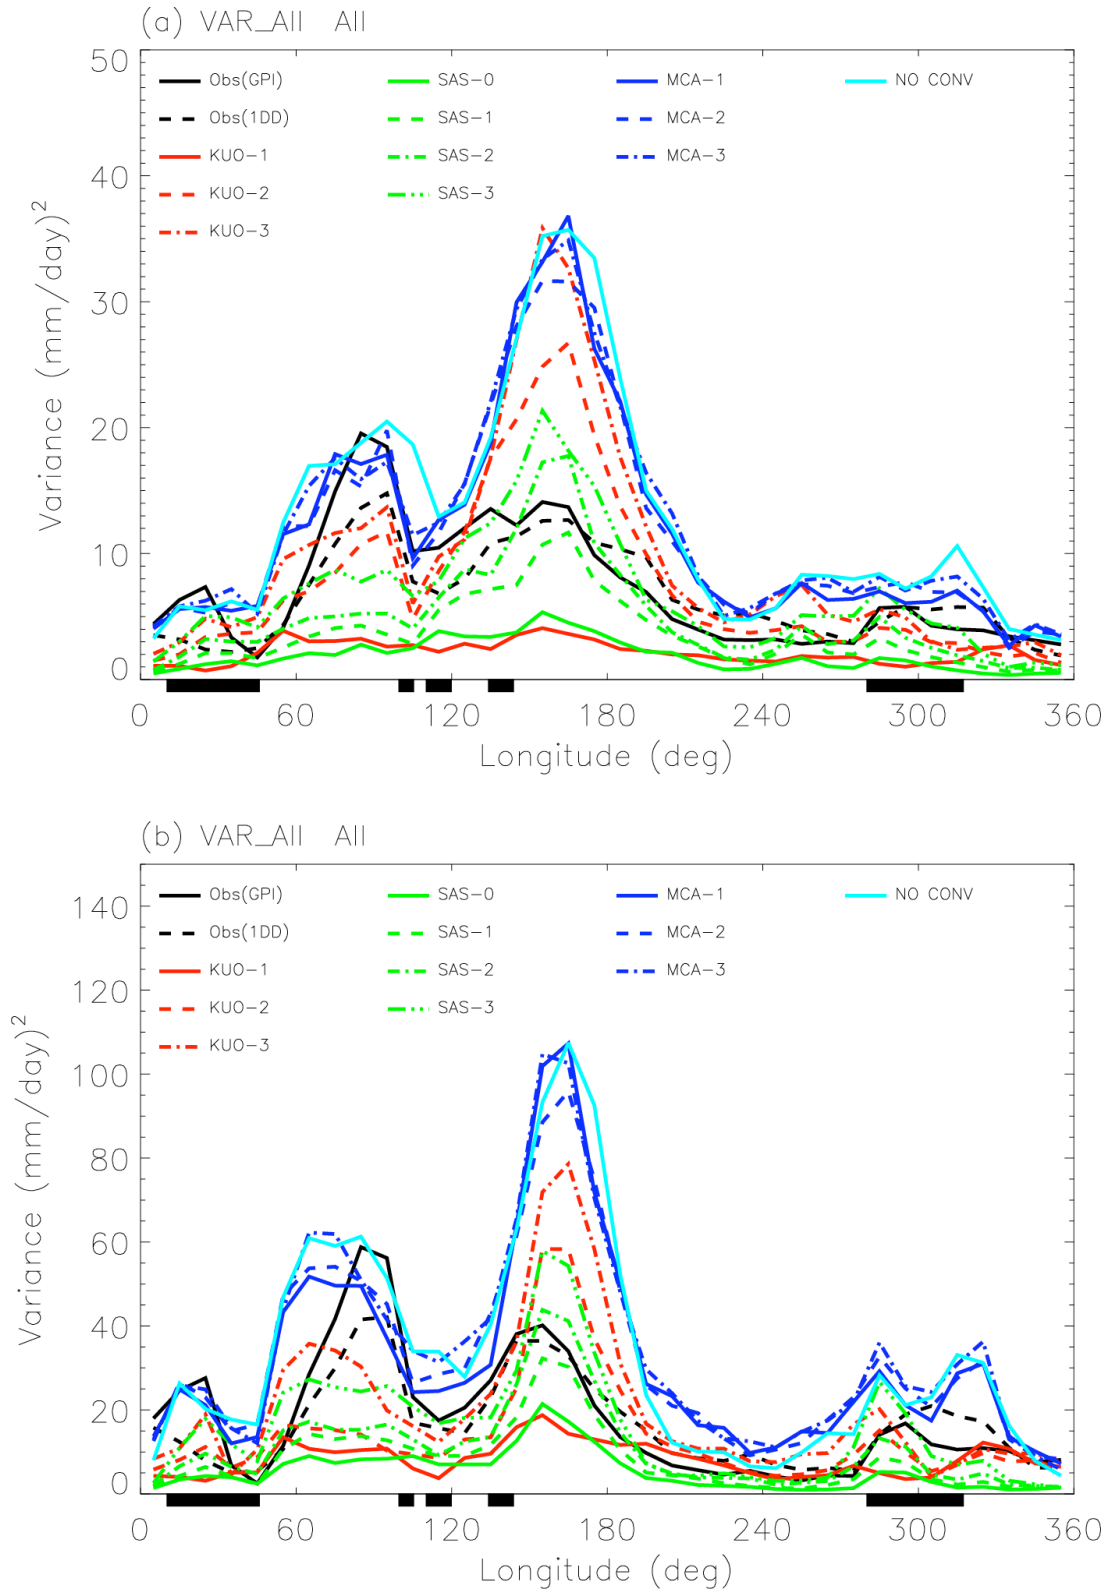 (a) VAR_All All
50
40
30
20
10
0
Variance (mm/day)2
Obs(GPI) SAS-0 MCA-1 NO CONV
Obs(1DD) SAS-1 MCA-2
KUO-1 SAS-2 MCA-3
KUO-2 SAS-3
KUO-3
0 60 120 180 240 300 360
Longitude (deg)
(b) VAR_All All
140
120
100
80
60
40
20
0
Variance (mm/day)2
Obs(GPI) SAS-0 MCA-1 NO CONV
Obs(1DD) SAS-1 MCA-2
KUO-1 SAS-2 MCA-3
KUO-2 SAS-3
KUO-3
0 60 120 180 240 300 360
Longitude (deg)